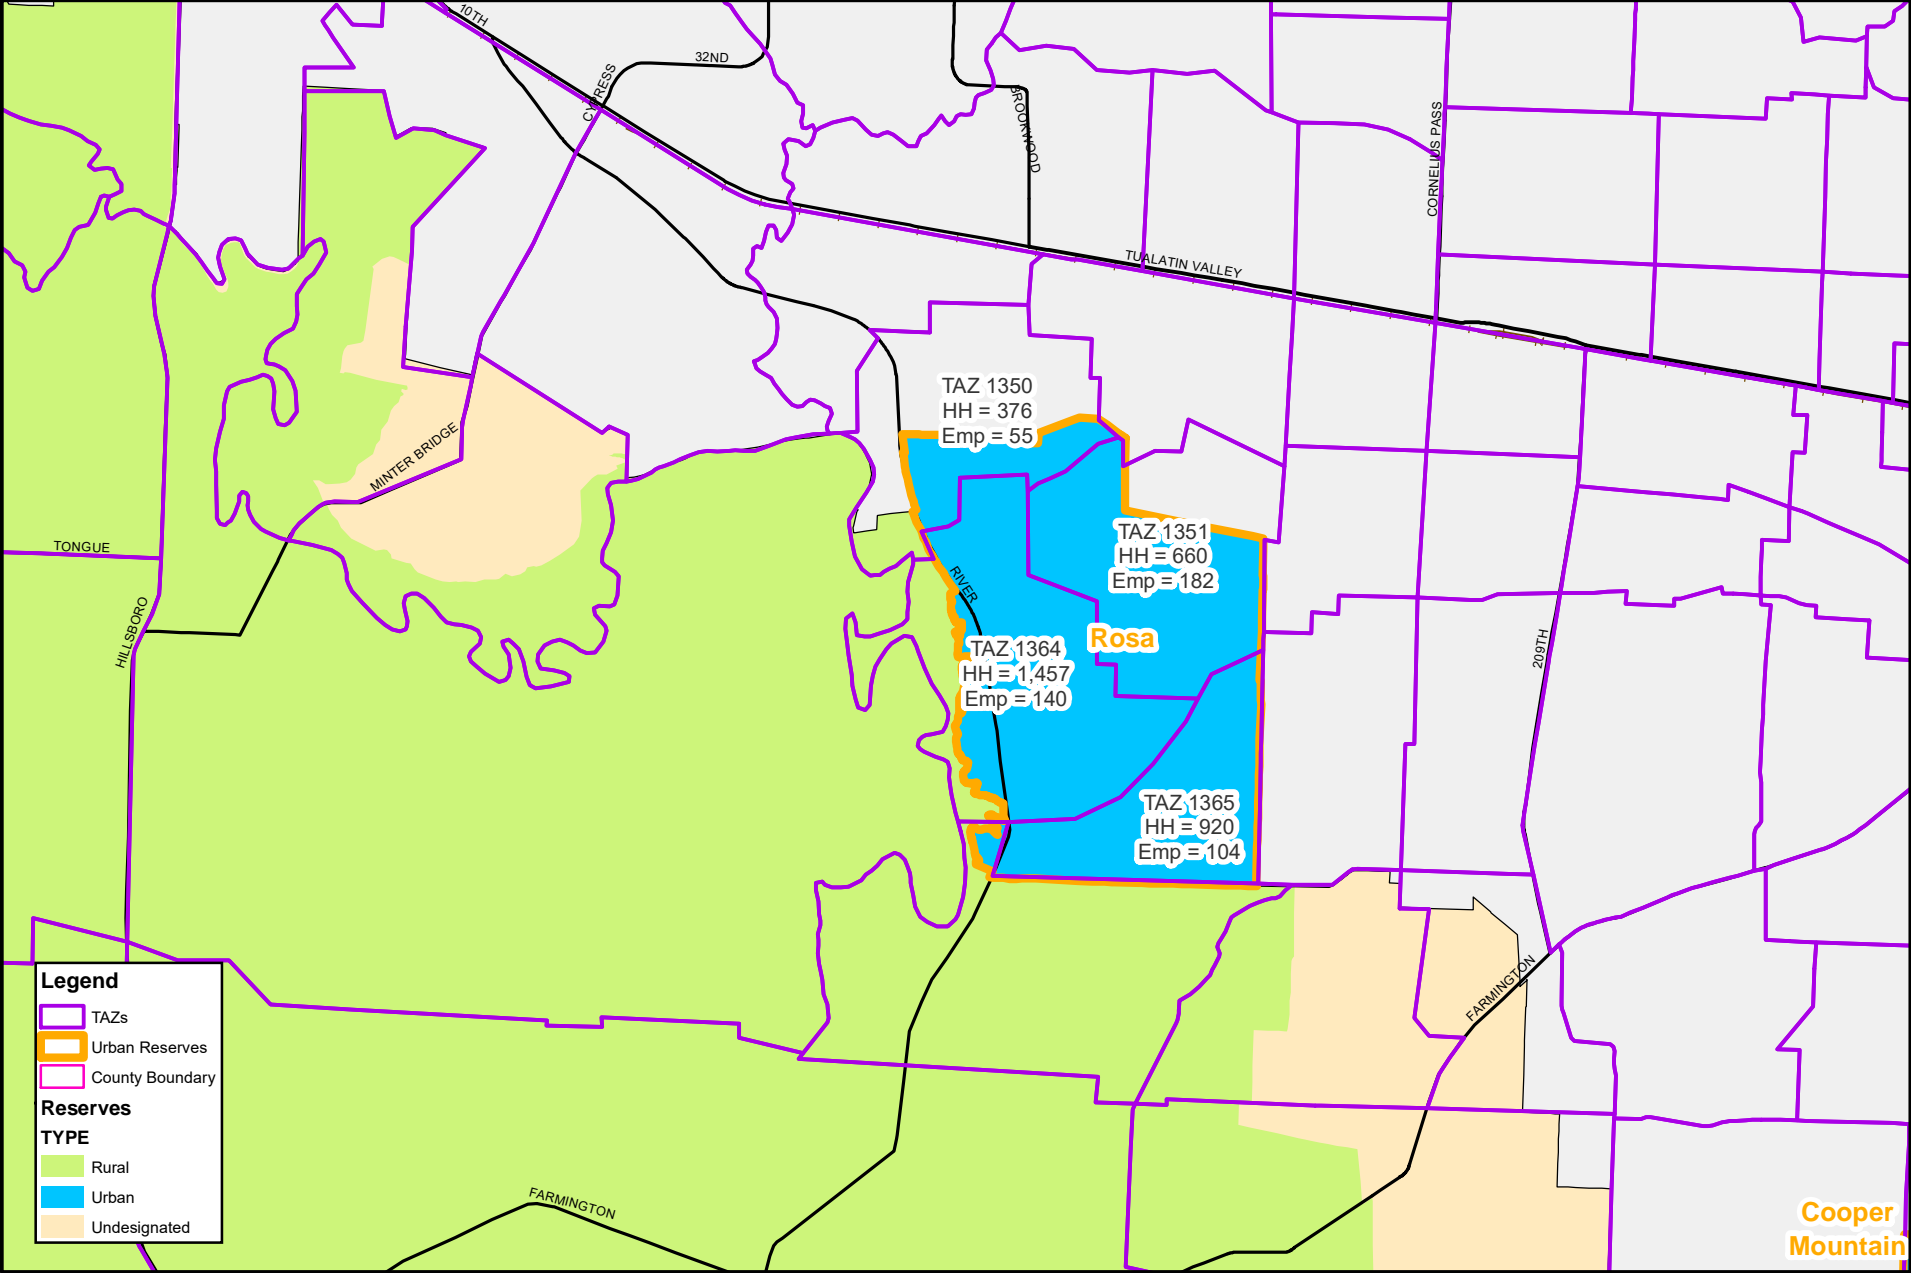 10TH
32ND
CYPRESS
BROOKWOOD
CORNELIUS PASS
TUALATIN VALLEY
TAZ 1350
HH = 376
Emp = 55
MINTER BRIDGE
TAZ 1351
HH = 660
Emp = 182
TONGUE
RIVER
HILLSBORO
Rosa
209TH
TAZ 1364
HH = 1,457
Emp = 140
TAZ 1365
HH = 920
Emp = 104
FARMINGTON
Legend
TAZs
Urban Reserves
County Boundary
Reserves
TYPE
Rural
Urban
Undesignated
FARMINGTON
Cooper
Mountain